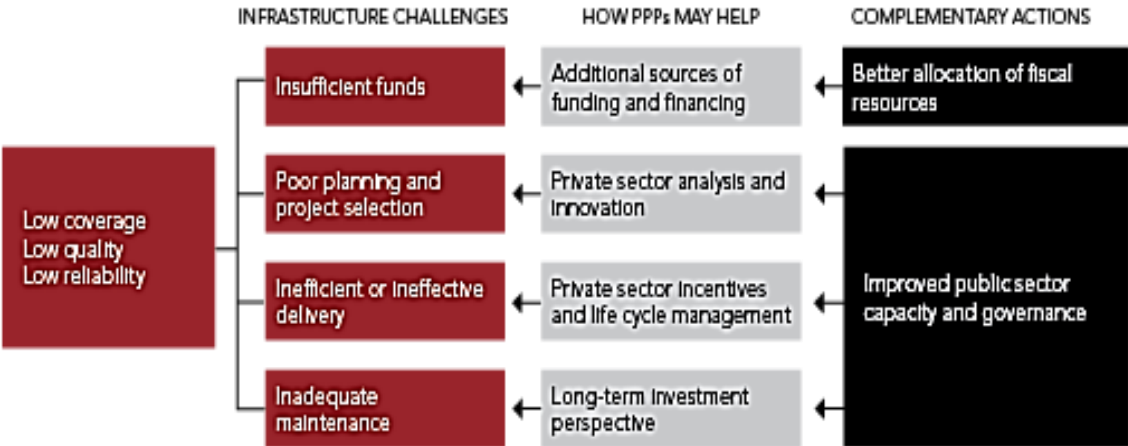 INFRASTRUCTURE CHALLENGES
HOW PPPs MAY HELP
COMPLEMENTARY ACTIONS
Low coverage
Low quality
Low reliability
Insufficient funds
Additional sources of
funding and financing
Better allocation of fiscal
resources
Poor planning and
project selection
Private sector analysis and
innovation
Inefficient or ineffective
delivery
Private sector incentives
and life cycle management
Improved public sector
capacity and governance
Inadequate
maintenance
Long-term investment
perspective